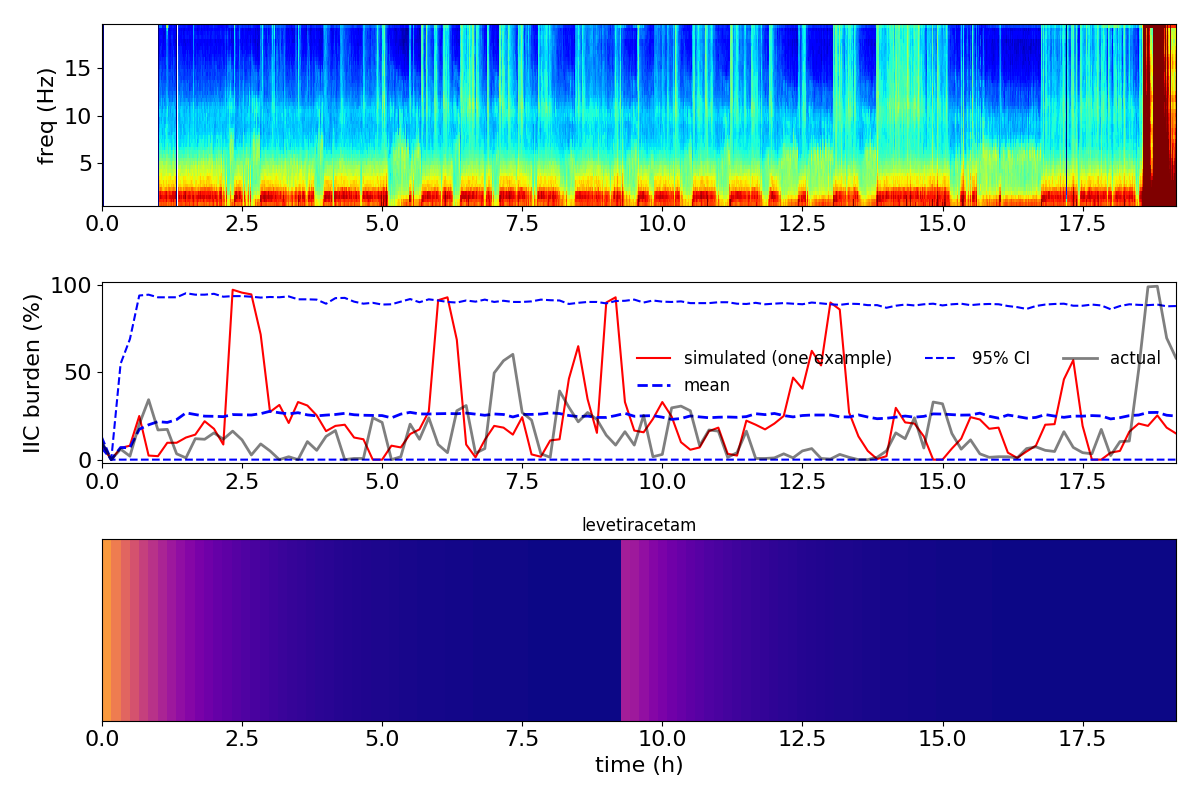 15
10
5
freq (Hz)
0.0 2.5 5.0 7.5 10.0 12.5 15.0 17.5
100
50
0
IIC burden (%)
simulated (one example) 95% CI actual
mean
0.0 2.5 5.0 7.5 10.0 12.5 15.0 17.5
levetiracetam
0.0 2.5 5.0 7.5 10.0 12.5 15.0 17.5
time (h)